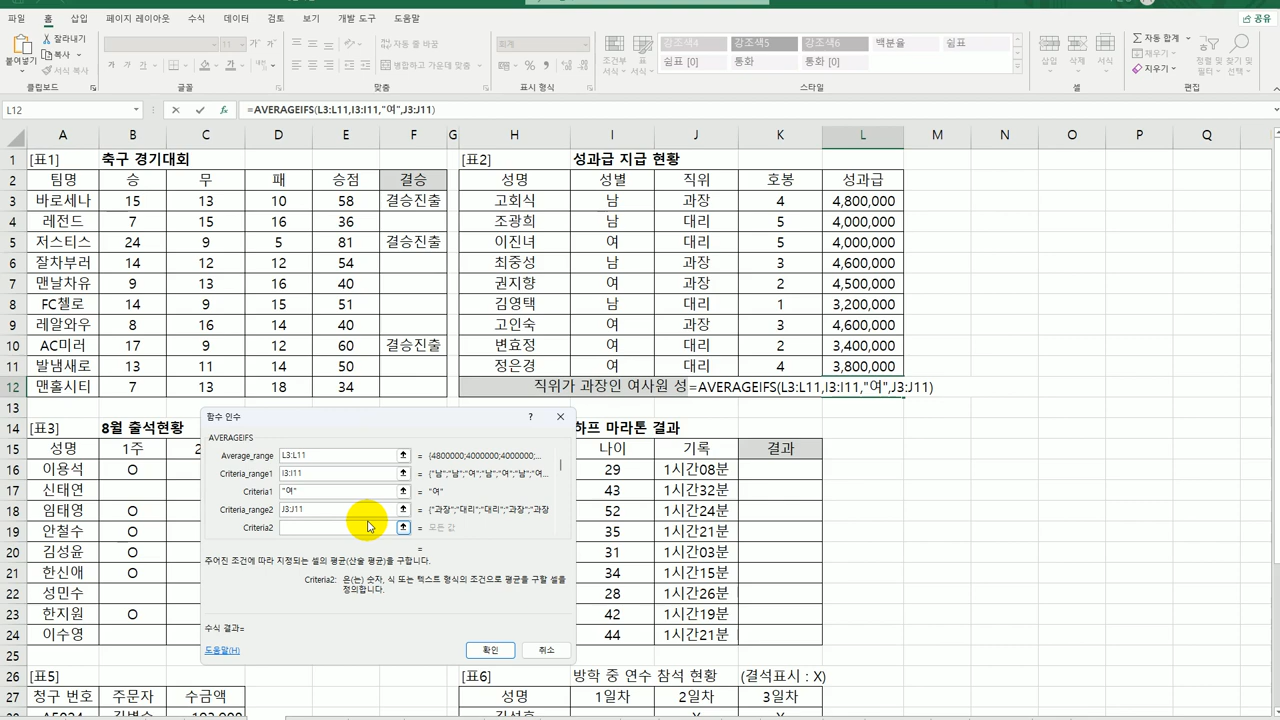 파일 홈 삽입 페이지 레이아웃 수식 데이터 검토 보기 개발 도구 도움말 공유
붙여넣기 잘라내기 복사 서식 복사
클립보드
11 가 가
가 가 가
글꼴
자동 줄 바꿈
병합하고 가운데 맞춤
맞춤
회계
표시 형식
조건부 서식 표 서식
강조색4 강조색5 강조색6 백분율 쉼표
쉼표 [0] 통화 통화 [0]
스타일
삽입 삭제 서식
셀
자동 합계
채우기
지우기
정렬 및 필터 찾기 및 선택
편집
L12 fx =AVERAGEIFS(L3:L11,I3:I11,"여",J3:J11)
A B C D E F G H I J K L M N O P Q
1 [표1] 축구 경기대회 [표2] 성과급 지급 현황
2 팀명 승 무 패 승점 결승 성명 성별 직위 호봉 성과급
3 바로세나 15 13 10 58 결승진출 고회식 남 과장 4 4,800,000
4 레전드 7 15 16 36 조광희 남 대리 5 4,000,000
5 저스티스 24 9 5 81 결승진출 이진녀 여 대리 5 4,000,000
6 잘차부러 14 12 12 54 최중성 남 과장 3 4,600,000
7 맨날차유 9 13 16 40 권지향 여 과장 2 4,500,000
8 FC첼로 14 9 15 51 김영택 남 대리 1 3,200,000
9 레알와우 8 16 14 40 고인숙 여 과장 3 4,600,000
10 AC미러 17 9 12 60 결승진출 변효정 여 대리 2 3,400,000
11 발냄새로 13 11 14 50 정은경 여 대리 4 3,800,000
12 맨홀시티 7 13 18 34 직위가 과장인 여사원 성 =AVERAGEIFS(L3:L11,I3:I11,"여",J3:J11)
13
14 [표3] 8월 출석현황 하프 마라톤 결과
15 성명 1주 2 나이 기록 결과
16 이용석 O 29 1시간08분
17 신태연 43 1시간32분
18 임태영 O 52 1시간24분
19 안철수 O 35 1시간21분
20 김성윤 O 31 1시간03분
21 한신애 O 34 1시간15분
22 성민수 28 1시간26분
23 한지원 O 42 1시간19분
24 이수영 44 1시간21분
25
26 [표5] [표6] 방학 중 연수 참석 현황 (결석표시 : X)
27 청구 번호 주문자 수금액 성명 1일차 2일차 3일차
함수 인수 ?
AVERAGEIFS
Average_range L3:L11 = {4800000;4000000;4000000;...
Criteria_range1 I3:I11 = {"남";"남";"여";"남";"여";"남";"여...
Criteria1 "여" = "여"
Criteria_range2 J3:J11 = {"과장";"대리";"대리";"과장";"과장
Criteria2 = 모든 값
=
주어진 조건에 따라 지정되는 셀의 평균(산술 평균)을 구합니다.
Criteria2: 은(는) 숫자, 식 또는 텍스트 형식의 조건으로 평균을 구할 셀을
정의합니다.
수식 결과=
도움말(H) 확인 취소